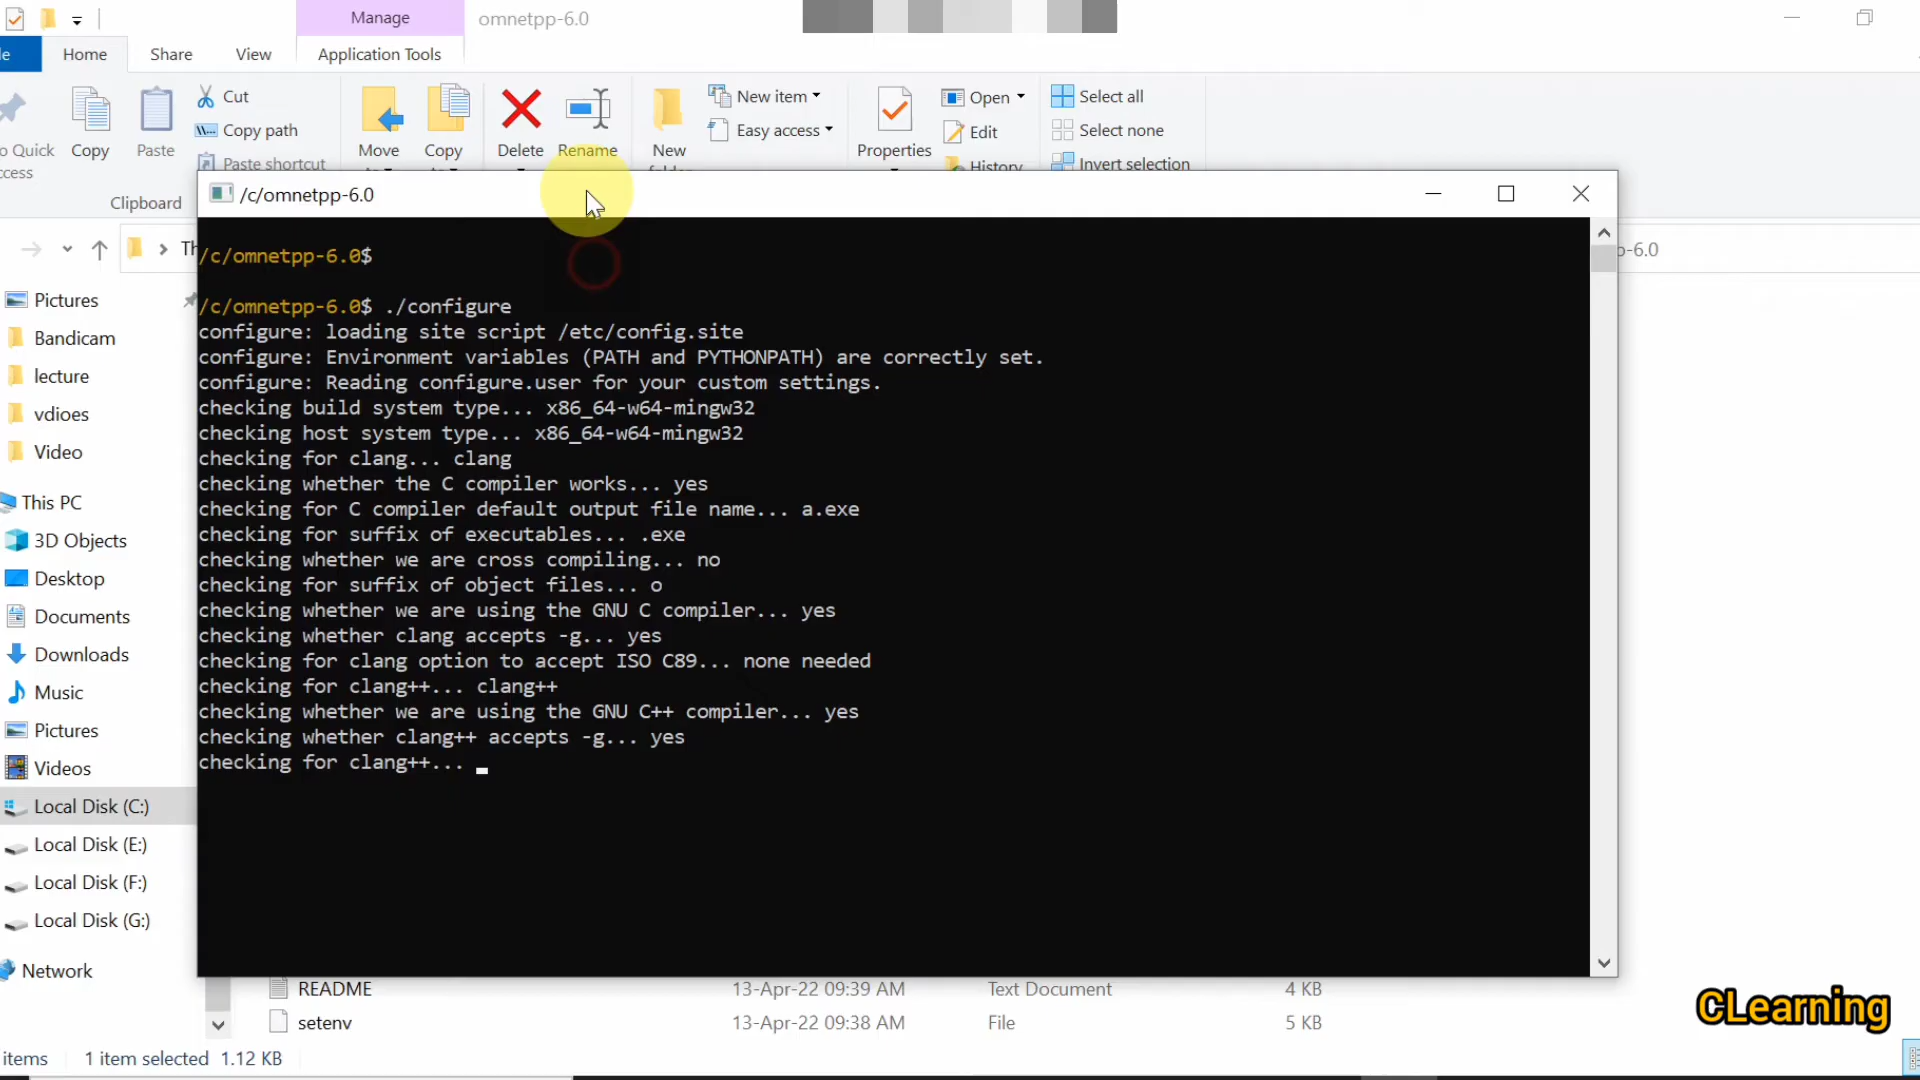 Manage
omnetpp-6.0
Home
Share
View
Application Tools
Cut
Copy path
Paste shortcut
Copy
Paste
Move
Copy
Delete
Rename
New
New item
Easy access
Properties
Open
Edit
History
Select all
Select none
Invert selection
Clipboard
/c/omnetpp-6.0
/c/omnetpp-6.0$
/c/omnetpp-6.0$ ./configure
configure: loading site script /etc/config.site
configure: Environment variables (PATH and PYTHONPATH) are correctly set.
configure: Reading configure.user for your custom settings.
checking build system type... x86_64-w64-mingw32
checking host system type... x86_64-w64-mingw32
checking for clang... clang
checking whether the C compiler works... yes
checking for C compiler default output file name... a.exe
checking for suffix of executables... .exe
checking whether we are cross compiling... no
checking for suffix of object files... o
checking whether we are using the GNU C compiler... yes
checking whether clang accepts -g... yes
checking for clang option to accept ISO C89... none needed
checking for clang++... clang++
checking whether we are using the GNU C++ compiler... yes
checking whether clang++ accepts -g... yes
checking for clang++...
Pictures
Bandicam
lecture
vdioes
Video
This PC
3D Objects
Desktop
Documents
Downloads
Music
Pictures
Videos
Local Disk (C:)
Local Disk (E:)
Local Disk (F:)
Local Disk (G:)
Network
README 13-Apr-22 09:39 AM Text Document 4 KB
setenv 13-Apr-22 09:38 AM File 5 KB
items 1 item selected 1.12 KB
CLearning